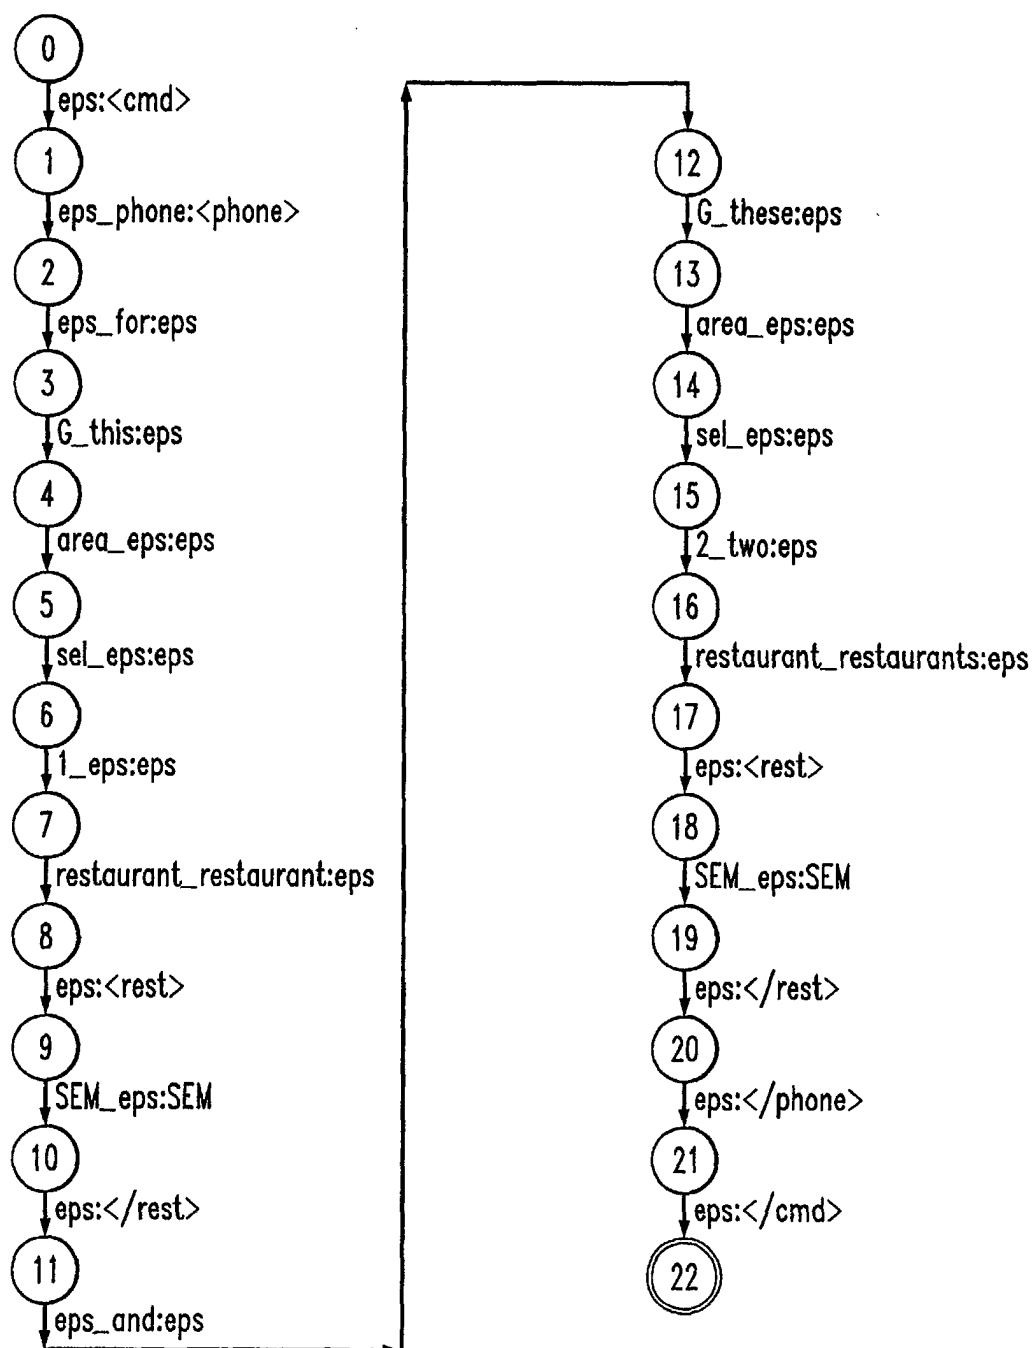 0
eps:<cmd>
1
eps_phone:<phone>
2
eps_for:eps
3
G_this:eps
4
area_eps:eps
5
sel_eps:eps
6
1_eps:eps
7
restaurant_restaurant:eps
8
eps:<rest>
9
SEM_eps:SEM
10
eps:</rest>
11
eps_and:eps
12
G_these:eps
13
area_eps:eps
14
sel_eps:eps
15
2_two:eps
16
restaurant_restaurants:eps
17
eps:<rest>
18
SEM_eps:SEM
19
eps:</rest>
20
eps:</phone>
21
eps:</cmd>
22